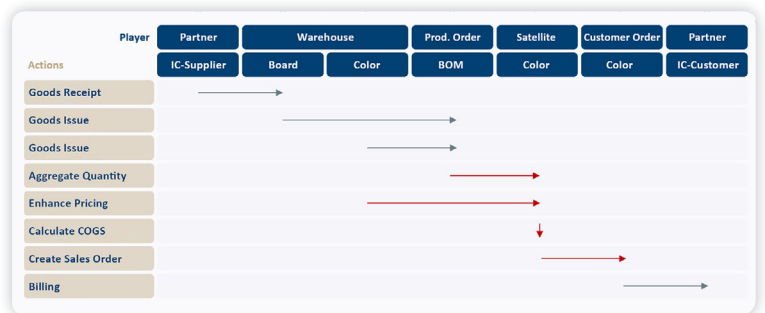 Player Partner Warehouse Prod. Order Satellite Customer Order Partner
Actions IC-Supplier Board Color BOM Color Color IC-Customer
Goods Receipt
Goods Issue
Goods Issue
Aggregate Quantity
Enhance Pricing
Calculate COGS
Create Sales Order
Billing